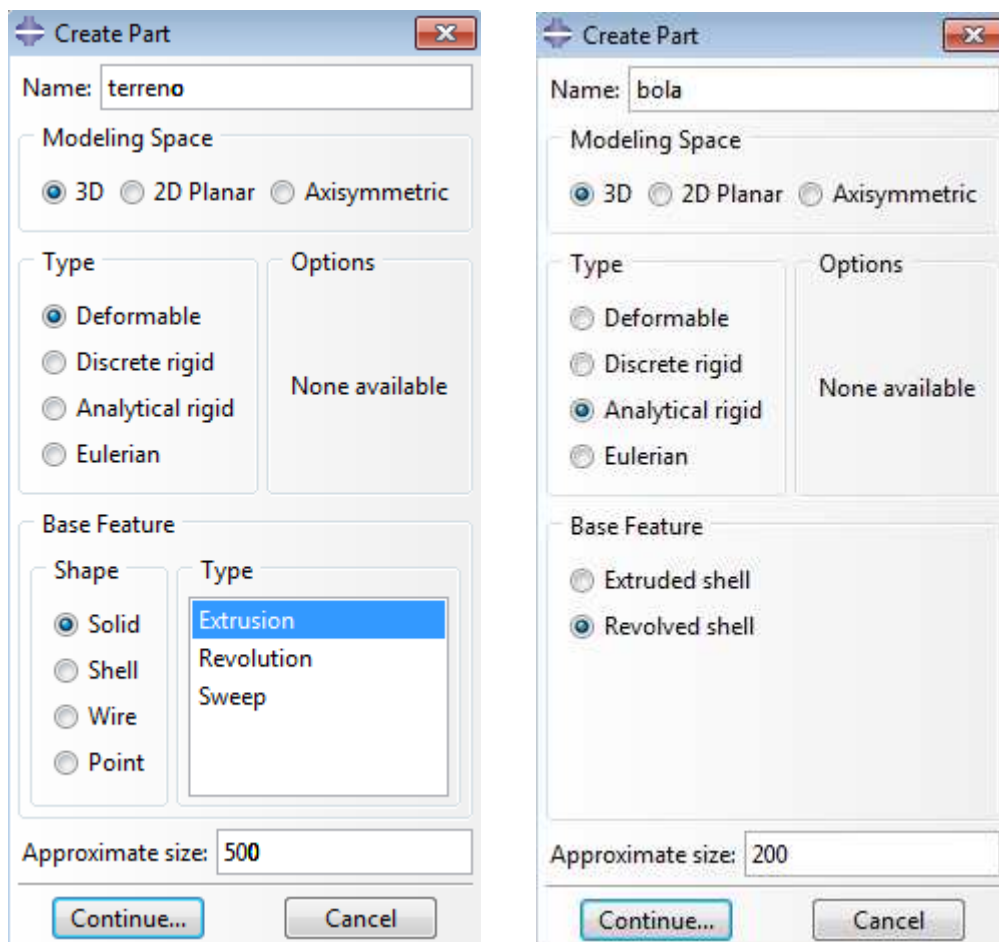 Create Part
Name: terreno
Modeling Space
3D 2D Planar Axisymmetric
Type
Deformable
Discrete rigid
Analytical rigid
Eulerian
Options
None available
Base Feature
Shape
Solid
Shell
Wire
Point
Type
Extrusion
Revolution
Sweep
Approximate size: 500
Continue... Cancel
Create Part
Name: bola
Modeling Space
3D 2D Planar Axisymmetric
Type
Deformable
Discrete rigid
Analytical rigid
Eulerian
Options
None available
Base Feature
Extruded shell
Revolved shell
Approximate size: 200
Continue... Cancel